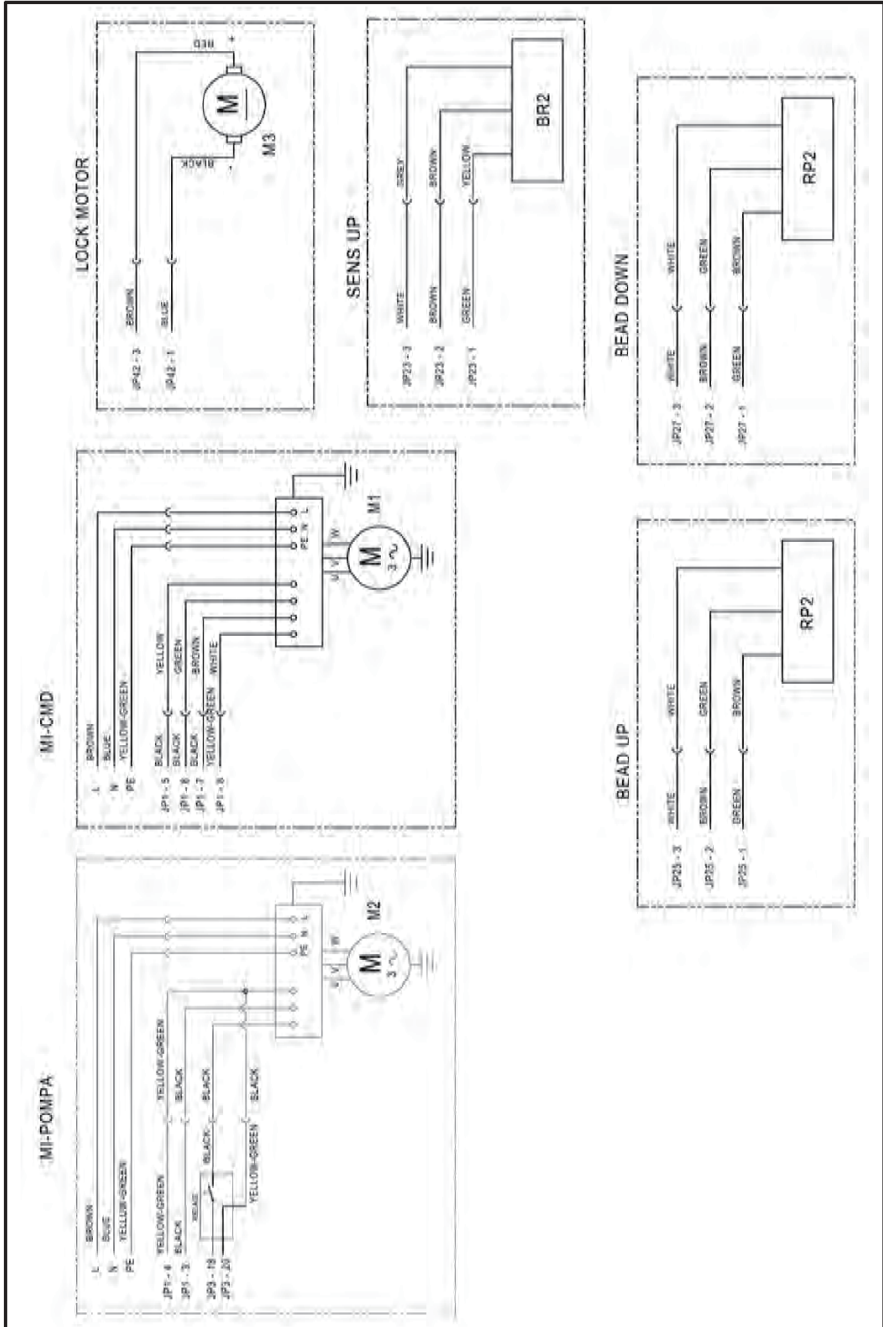 MI-POMPA
BROWN
L
BLUE
N
YELLOW-GREEN
PE
YELLOW-GREEN
YELLOW-GREEN
JP1 - 4
BLACK
BLACK
JP1 - 3
BLACK
BLACK
JP3 - 19
JP3 - 20
YELLOW-GREEN
BLACK
PE N L
U V W
M
3 ~
M2
MI-CMD
BROWN
L
BLUE
N
YELLOW-GREEN
PE
BLACK
YELLOW
JP1 - 5
BLACK
GREEN
JP1 - 6
BLACK
BROWN
JP1 - 7
YELLOW-GREEN
WHITE
JP1 - 8
PE N L
U V W
M
3 ~
M1
LOCK MOTOR
BROWN
RED
JP42 - 3
BLUE
BLACK
JP42 - 1
+
-
M
M3
SENS UP
WHITE
GREY
JP23 - 3
BROWN
BROWN
JP23 - 2
GREEN
YELLOW
JP23 - 1
BR2
BEAD UP
WHITE
WHITE
JP25 - 3
BROWN
GREEN
JP25 - 2
GREEN
BROWN
JP25 - 1
RP2
BEAD DOWN
WHITE
WHITE
JP27 - 3
BROWN
GREEN
JP27 - 2
GREEN
BROWN
JP27 - 1
RP2